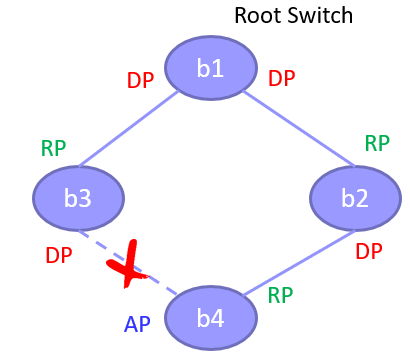 Root Switch
b1
DP
DP
RP
RP
b3
b2
DP
DP
RP
AP
b4